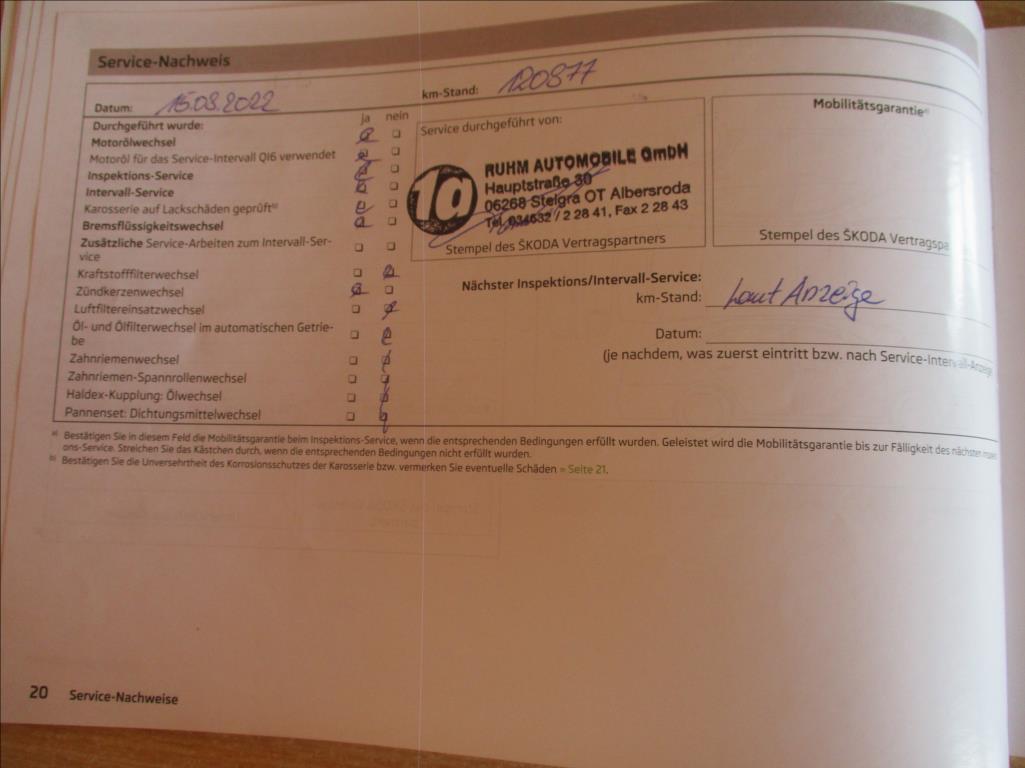 Service-Nachweis
Datum: 15.09.2022
km-Stand: 120877
ja nein
Durchgeführt wurde:
Motorölwechsel
Motoröl für das Service-Intervall QI6 verwendet
Inspektions-Service
Intervall-Service
Karosserie auf Lackschäden geprüft b)
Bremsflüssigkeitswechsel
Zusätzliche Service-Arbeiten zum Intervall-Ser-
vice
Kraftstofffilterwechsel
Zündkerzenwechsel
Luftfiltereinsatzwechsel
Öl- und Ölfilterwechsel im automatischen Getrie-
be
Zahnriemenwechsel
Zahnriemen-Spannrollenwechsel
Haldex-Kupplung: Ölwechsel
Pannenset: Dichtungsmittelwechsel
Service durchgeführt von:
1a
RUHM AUTOMOBILE GmbH
Hauptstraße 30
06268 Steigra OT Albersroda
Tel. 034632 / 2 28 41, Fax 2 28 43
Stempel des ŠKODA Vertragspartners
Mobilitätsgarantie a)
Stempel des ŠKODA Vertragspa
Nächster Inspektions/Intervall-Service:
km-Stand: Laut Anzeige
Datum:
(je nachdem, was zuerst eintritt bzw. nach Service-Intervall-Anzeige
a) Bestätigen Sie in diesem Feld die Mobilitätsgarantie beim Inspektions-Service, wenn die entsprechenden Bedingungen erfüllt wurden. Geleistet wird die Mobilitätsgarantie bis zur Fälligkeit des nächsten Inspekti
ons-Service. Streichen Sie das Kästchen durch, wenn die entsprechenden Bedingungen nicht erfüllt wurden.
b) Bestätigen Sie die Unversehrtheit des Korrosionsschutzes der Karosserie bzw. vermerken Sie eventuelle Schäden » Seite 21.
20 Service-Nachweise